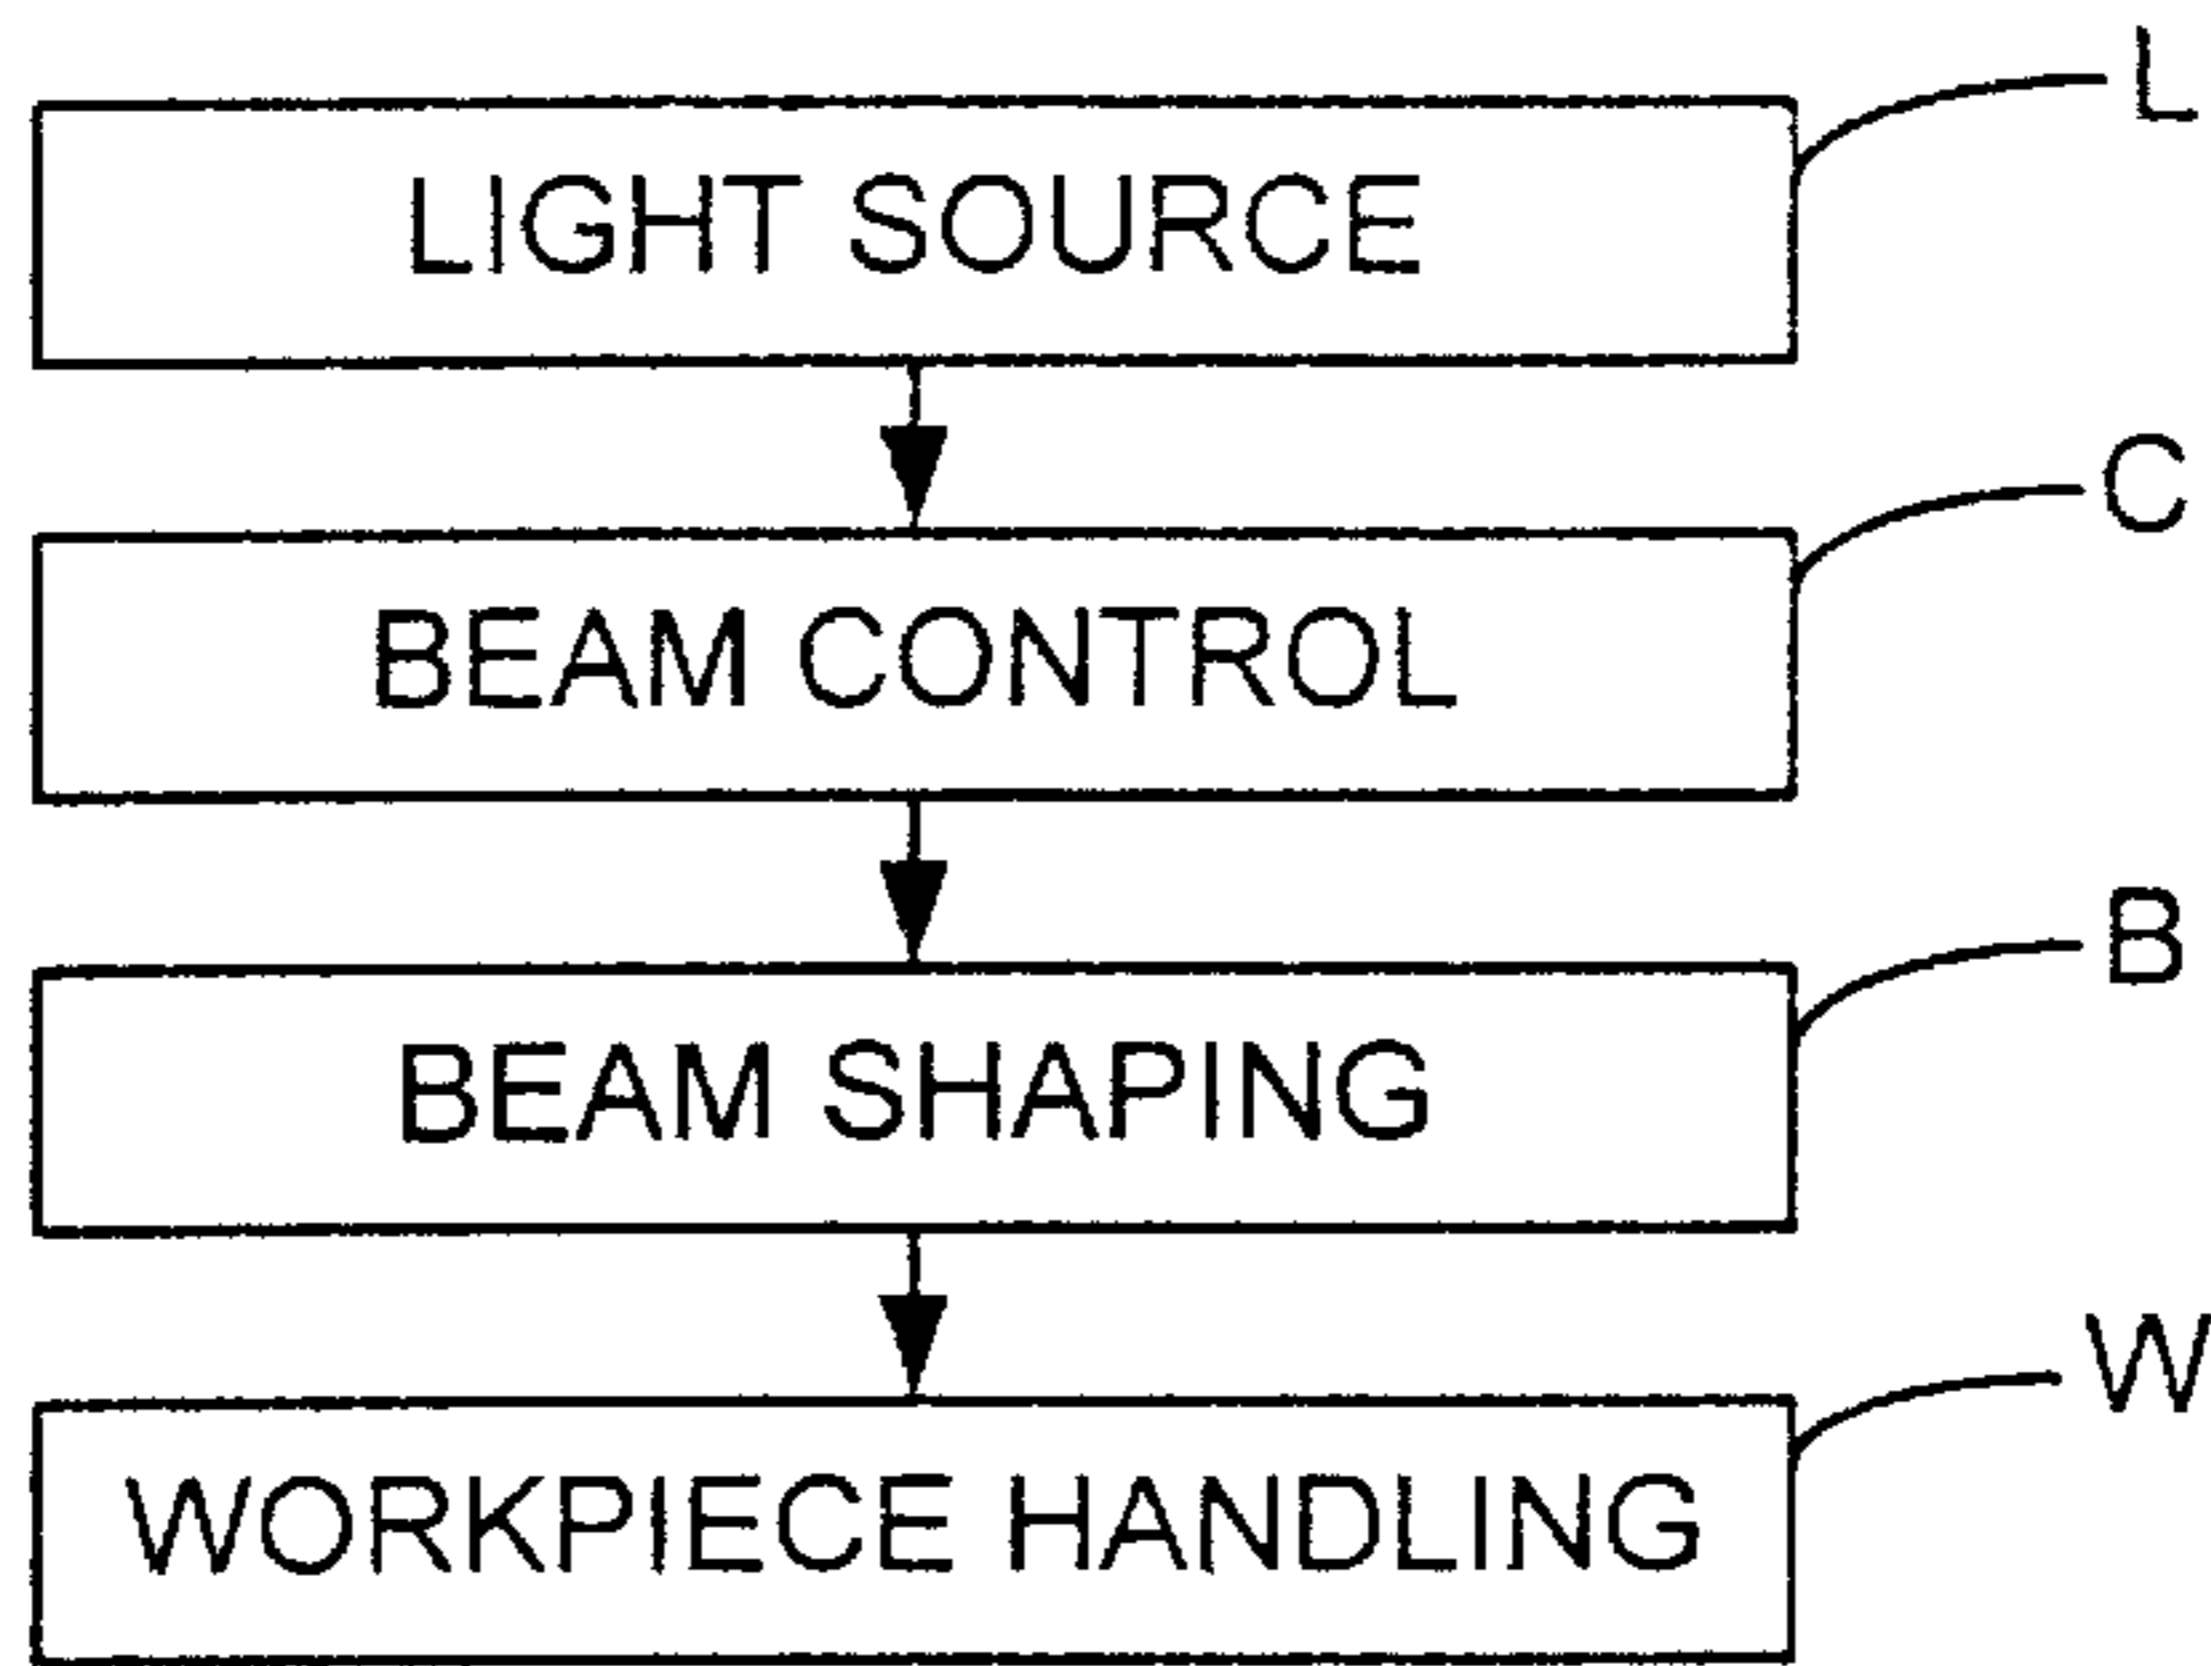 L
LIGHT SOURCE
C
BEAM CONTROL
B
BEAM SHAPING
W
WORKPIECE HANDLING